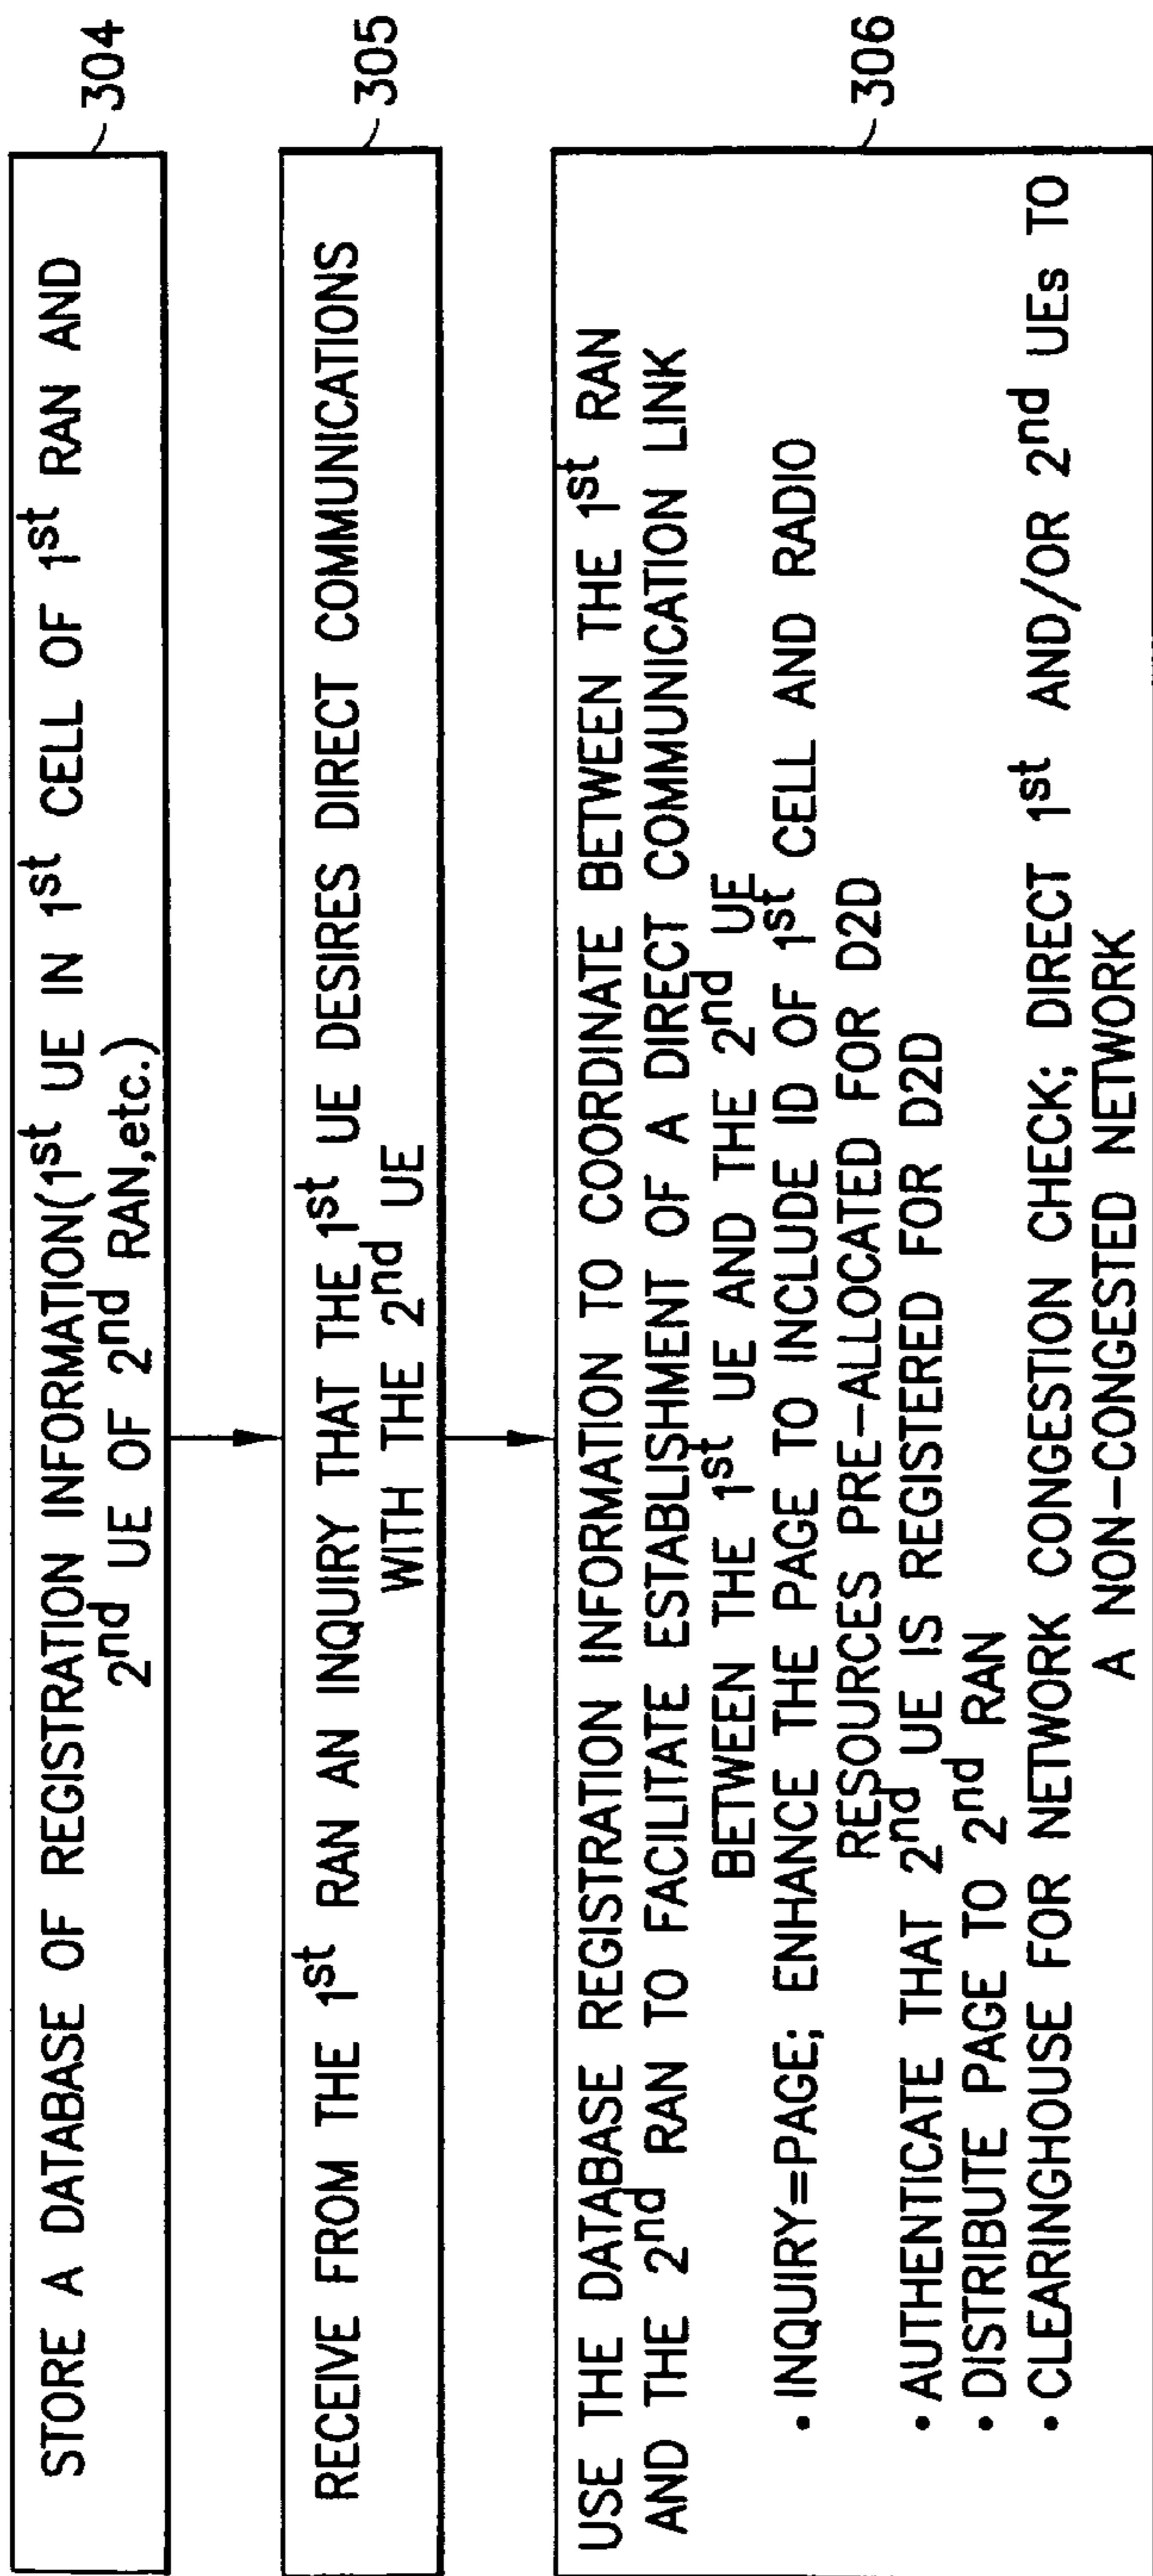 STORE A DATABASE OF REGISTRATION INFORMATION(1st UE IN 1st CELL OF 1st RAN AND
2nd UE OF 2nd RAN,etc.)
304
RECEIVE FROM THE 1st RAN AN INQUIRY THAT THE 1st UE DESIRES DIRECT COMMUNICATIONS
WITH THE 2nd UE
305
USE THE DATABASE REGISTRATION INFORMATION TO COORDINATE BETWEEN THE 1st RAN
AND THE 2nd RAN TO FACILITATE ESTABLISHMENT OF A DIRECT COMMUNICATION LINK
BETWEEN THE 1st UE AND THE 2nd UE
• INQUIRY=PAGE; ENHANCE THE PAGE TO INCLUDE ID OF 1st CELL AND RADIO
RESOURCES PRE-ALLOCATED FOR D2D
• AUTHENTICATE THAT 2nd UE IS REGISTERED FOR D2D
• DISTRIBUTE PAGE TO 2nd RAN
• CLEARINGHOUSE FOR NETWORK CONGESTION CHECK; DIRECT 1st AND/OR 2nd UEs TO
A NON-CONGESTED NETWORK
306